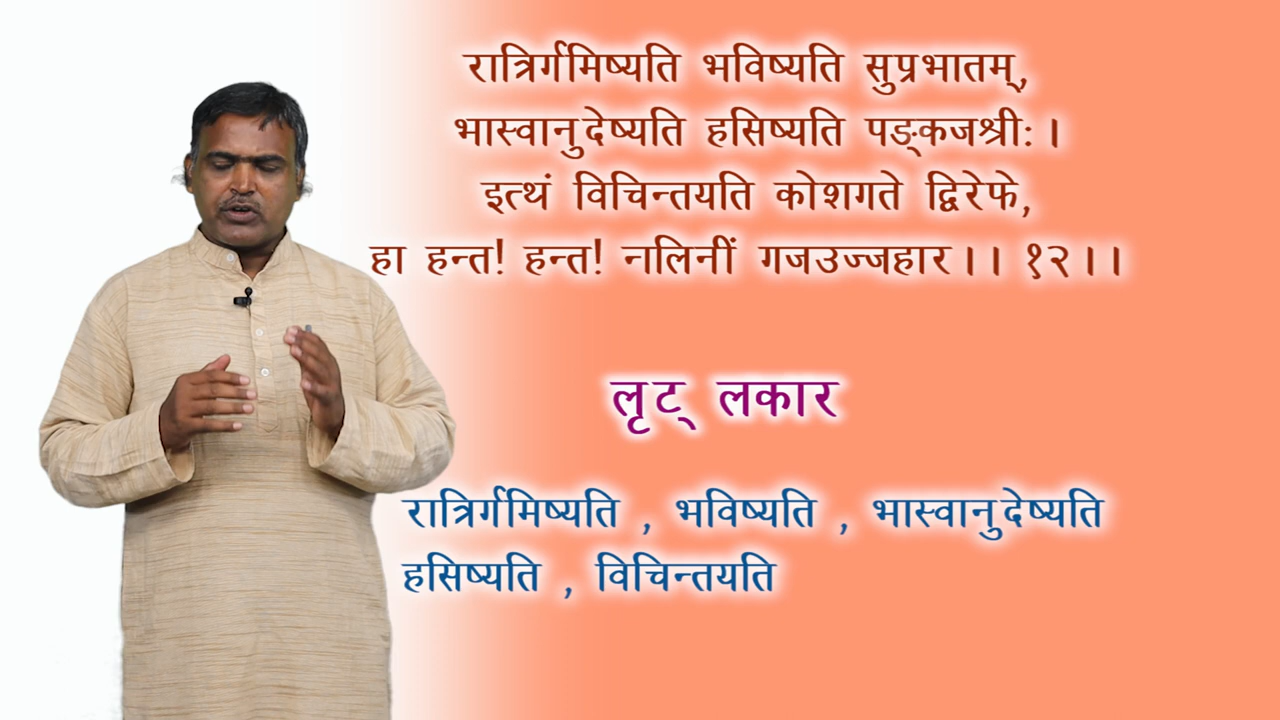 रात्रिर्गमिष्यति भविष्यति सुप्रभातम्,
भास्वानुदेष्यति हसिष्यति पङ्कजश्रीः ।
इत्थं विचिन्तयति कोशगते द्विरेफे,
हा हन्त! हन्त! नलिनीं गजउज्जहार।। १२।।
लृट् लकार
रात्रिर्गमिष्यति , भविष्यति , भास्वानुदेष्यति
हसिष्यति , विचिन्तयति